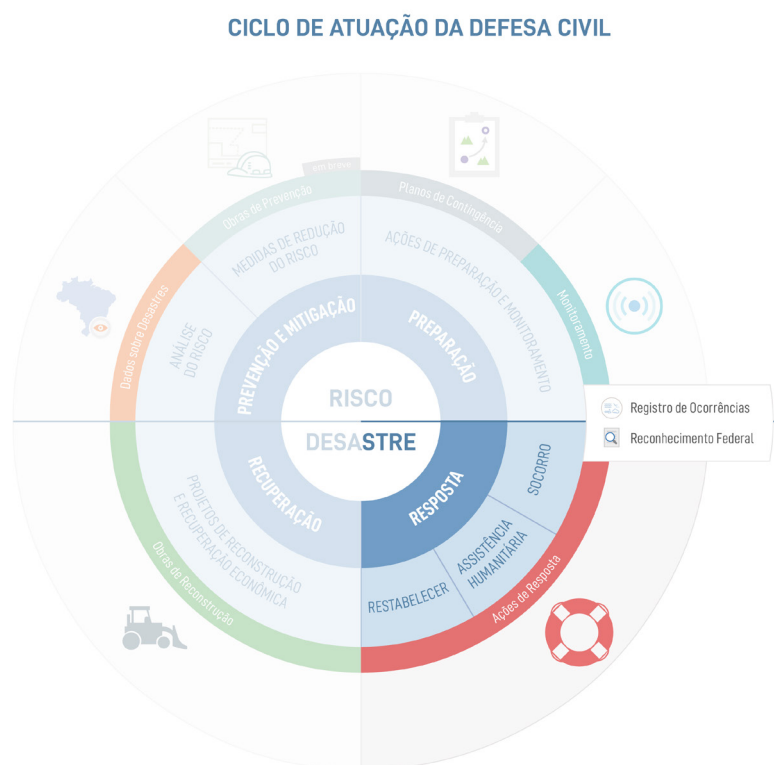 CICLO DE ATUAÇÃO DA DEFESA CIVIL
em breve
Obras de Prevenção
Planos de Contingência
MEDIDAS DE REDUÇÃO
DO RISCO
AÇÕES DE PREPARAÇÃO E MONITORAMENTO
Dados sobre Desastres
Monitoramento
ANÁLISE
DO RISCO
PREVENÇÃO E MITIGAÇÃO
PREPARAÇÃO
RISCO
DESASTRE
Registro de Ocorrências
Reconhecimento Federal
RECUPERAÇÃO
RESPOSTA
SOCORRO
ASSISTÊNCIA
HUMANITÁRIA
RESTABELECER
PROJETOS DE RECONSTRUÇÃO
E RECUPERAÇÃO ECONÔMICA
Obras de Reconstrução
Ações de Resposta